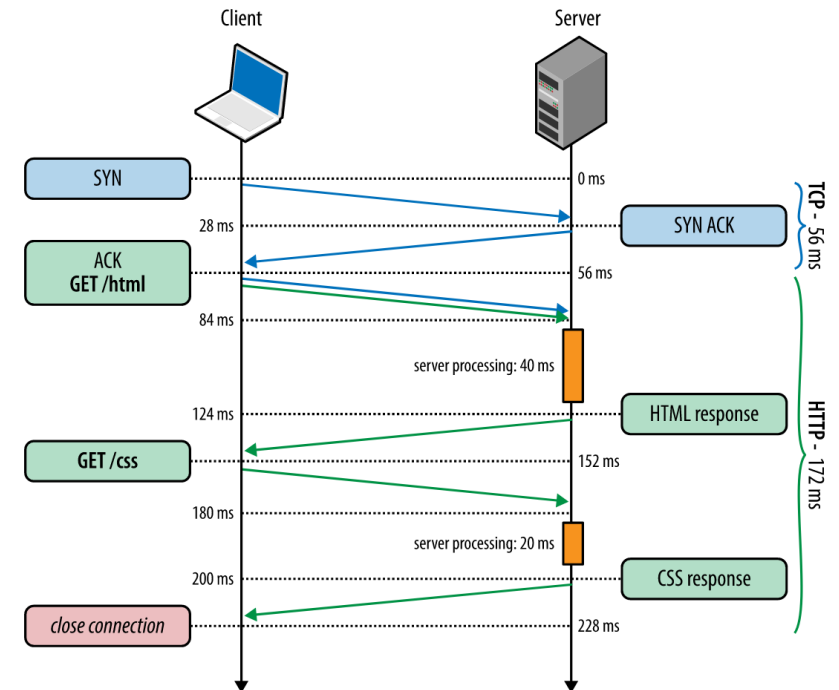 Client
Server
SYN
0 ms
28 ms
SYN ACK
TCP - 56 ms
ACK
GET /html
56 ms
84 ms
server processing: 40 ms
124 ms
HTML response
HTTP - 172 ms
GET /css
152 ms
180 ms
server processing: 20 ms
200 ms
CSS response
close connection
228 ms